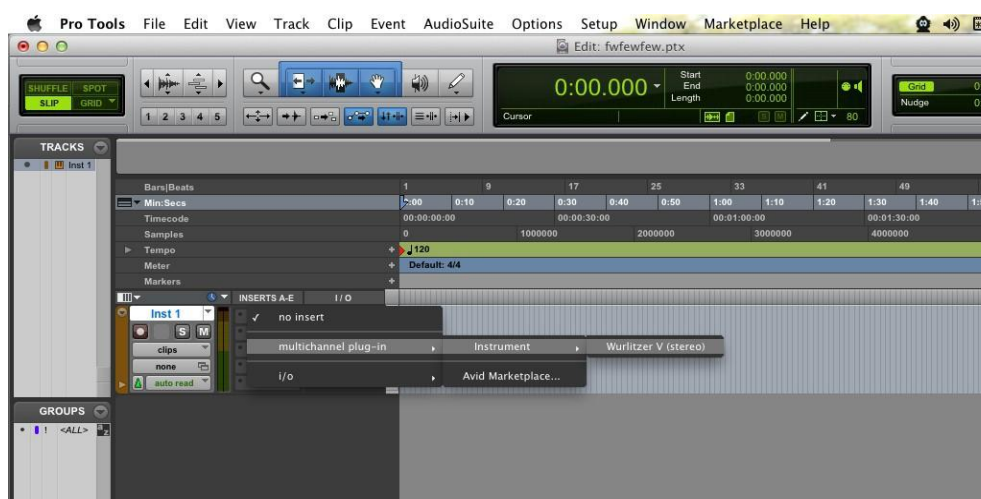 Pro Tools File Edit View Track Clip Event AudioSuite Options Setup Window Marketplace Help
Edit: fwfewfew.ptx
SHUFFLE SPOT
SLIP GRID
1 2 3 4 5
0:00.000
Start 0:00.000
End 0:00.000
Length 0:00.000
Cursor
S M
80
Grid
Nudge
TRACKS
Inst 1
Bars|Beats 1 9 17 25 33 41 49
Min:Secs 0:00 0:10 0:20 0:30 0:40 0:50 1:00 1:10 1:20 1:30 1:40
Timecode 00:00:00:00 00:00:30:00 00:01:00:00 00:01:30:00
Samples 0 1000000 2000000 3000000 4000000
Tempo + 120
Meter + Default: 4/4
Markers +
INSERTS A-E I/O
Inst 1
S M
clips
none
auto read
✓ no insert
multichannel plug-in Instrument Wurlitzer V (stereo)
i/o Avid Marketplace...
GROUPS
! <ALL> a z